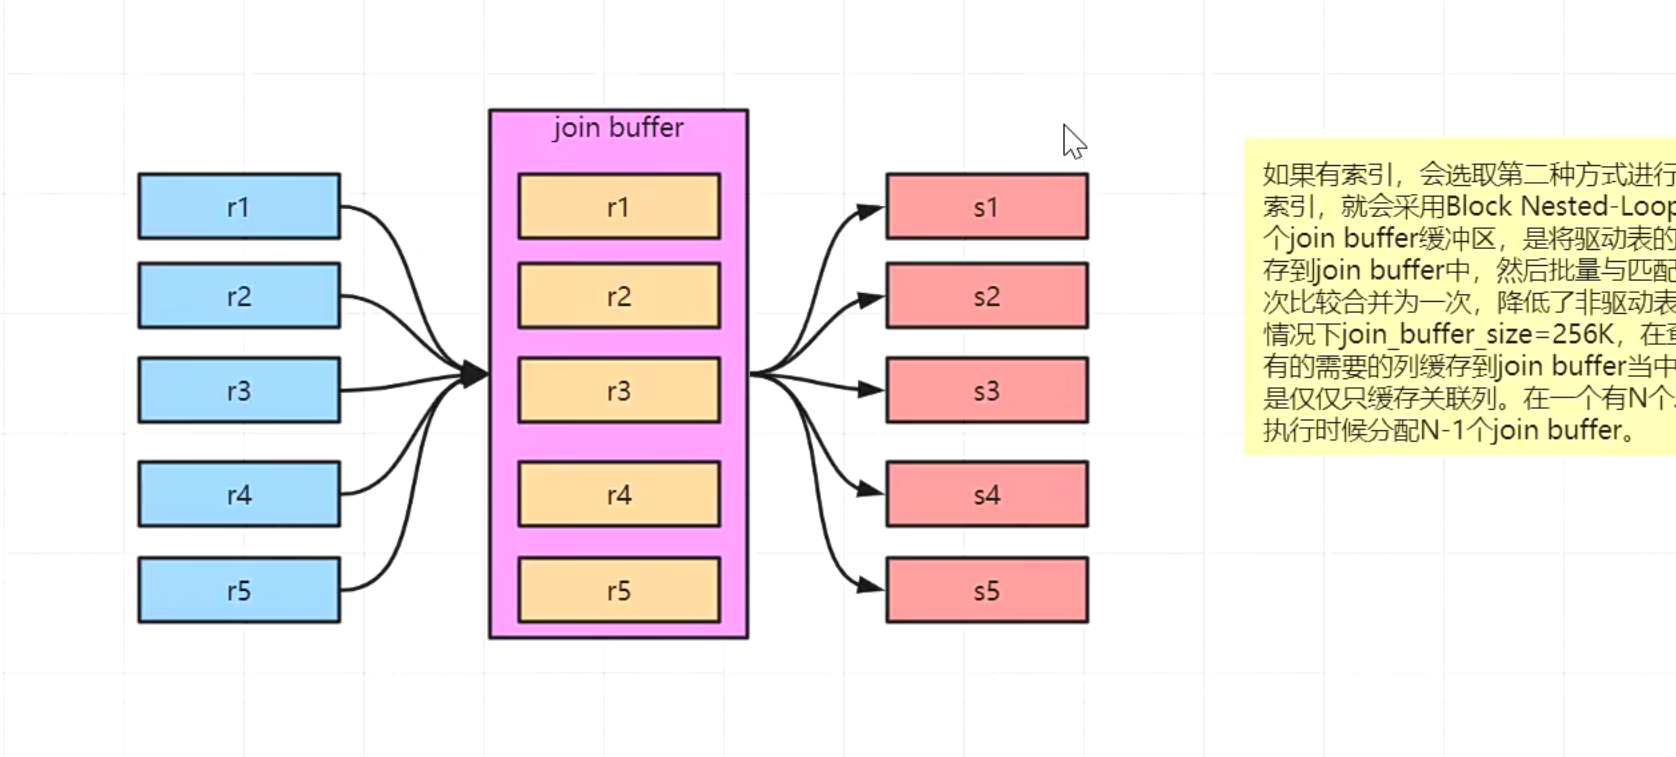 join buffer
r1
r1
s1
r2
r2
s2
r3
r3
s3
r4
r4
s4
r5
r5
s5
如果有索引，会选取第二种方式进行
索引，就会采用Block Nested-Loop
个join buffer缓冲区，是将驱动表的
存到join buffer中，然后批量与匹配
次比较合并为一次，降低了非驱动表
情况下join_buffer_size=256K，在
有的需要的列缓存到join buffer当中
是仅仅只缓存关联列。在一个有N个
执行时候分配N-1个join buffer。